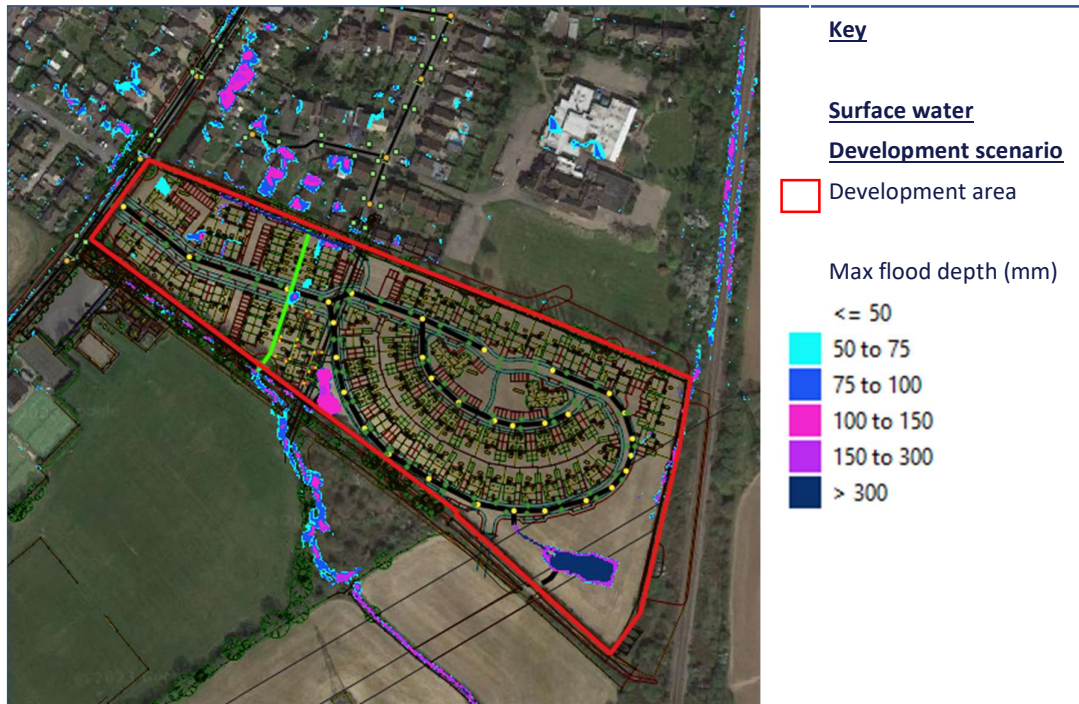 Key
Surface water
Development scenario
Development area
Max flood depth (mm)
<= 50
50 to 75
75 to 100
100 to 150
150 to 300
> 300